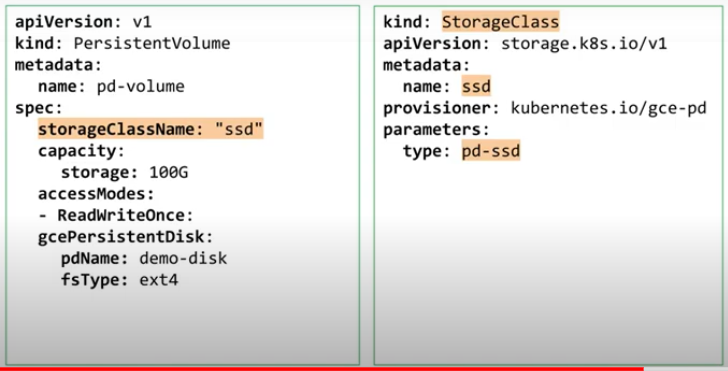 apiVersion: v1
kind: PersistentVolume
metadata:
name: pd-volume
spec:
storageClassName: "ssd"
capacity:
storage: 100G
accessModes:
- ReadWriteOnce:
gcePersistentDisk:
pdName: demo-disk
fsType: ext4
kind: StorageClass
apiVersion: storage.k8s.io/v1
metadata:
name: ssd
provisioner: kubernetes.io/gce-pd
parameters:
type: pd-ssd